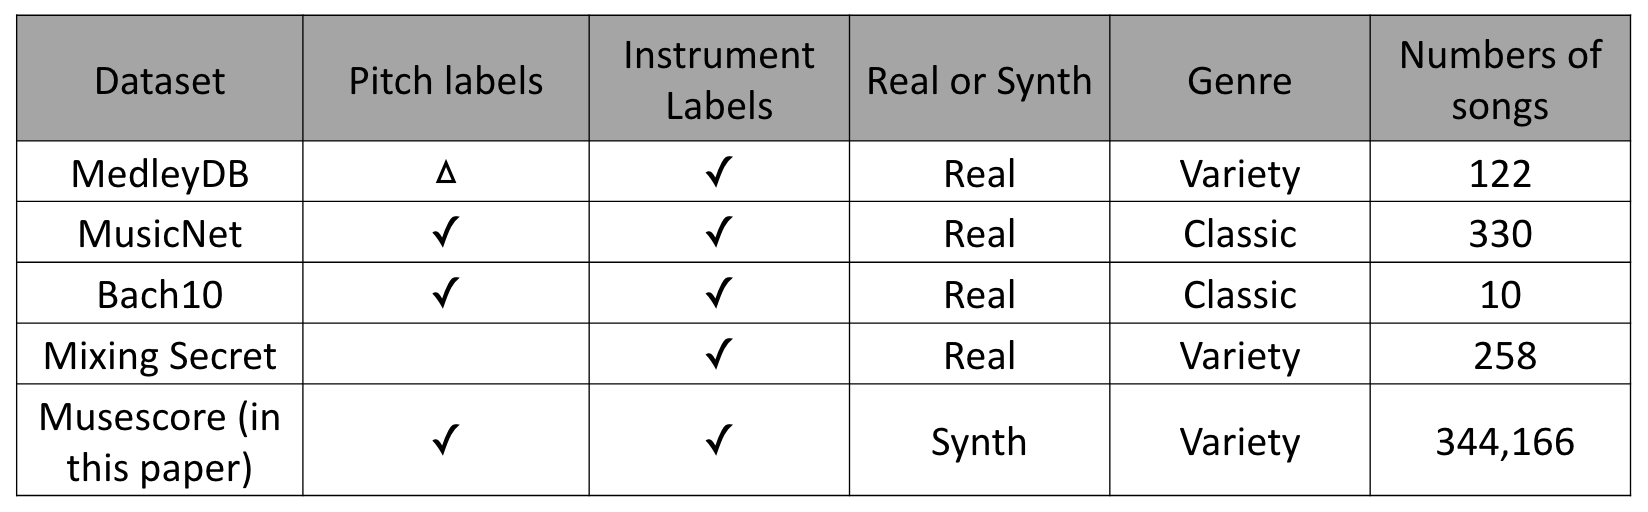 Dataset Pitch labels Instrument Labels Real or Synth Genre Numbers of songs
MedleyDB Δ ✓ Real Variety 122
MusicNet ✓ ✓ Real Classic 330
Bach10 ✓ ✓ Real Classic 10
Mixing Secret ✓ Real Variety 258
Musescore (in this paper) ✓ ✓ Synth Variety 344,166